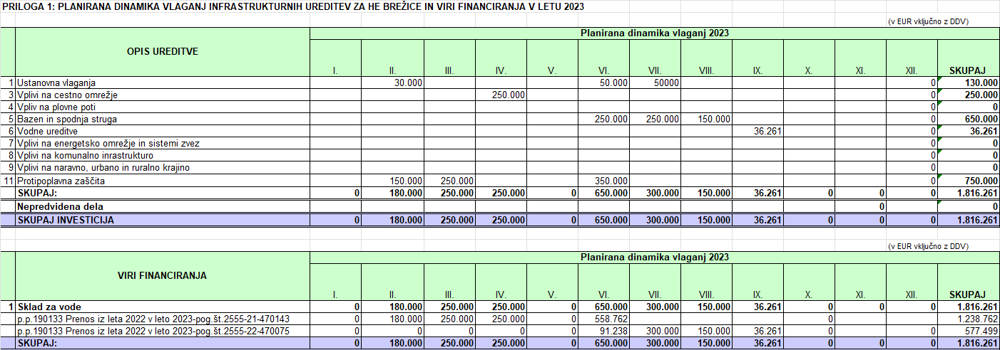 PRILOGA 1: PLANIRANA DINAMIKA VLAGANJ INFRASTRUKTURNIH UREDITEV ZA HE BREŽICE IN VIRI FINANCIRANJA V LETU 2023
(v EUR vključno z DDV)
Planirana dinamika vlaganj 2023
OPIS UREDITVE
I. II. III. IV. V. VI. VII. VIII. IX. X. XI. XII. SKUPAJ
1 Ustanovna vlaganja 30.000 50.000 50000 0 130.000
3 Vplivi na cestno omrežje 250.000 0 250.000
4 Vpliv na plovne poti 0 0
5 Bazen in spodnja struga 250.000 250.000 150.000 0 650.000
6 Vodne ureditve 36.261 0 36.261
7 Vplivi na energetsko omrežje in sistemi zvez 0 0
8 Vplivi na komunalno inrastrukturo 0 0
9 Vplivi na naravno, urbano in ruralno krajino 0 0
11 Protipoplavna zaščita 150.000 250.000 350.000 0 750.000
SKUPAJ: 0 180.000 250.000 250.000 0 650.000 300.000 150.000 36.261 0 0 0 1.816.261
Nepredvidena dela 0 0
SKUPAJ INVESTICIJA 0 180.000 250.000 250.000 0 650.000 300.000 150.000 36.261 0 0 0 1.816.261
(v EUR vključno z DDV)
Planirana dinamika vlaganj 2023
VIRI FINANCIRANJA
I. II. III. IV. V. VI. VII. VIII. IX. X. XI. XII. SKUPAJ
1 Sklad za vode 0 180.000 250.000 250.000 0 650.000 300.000 150.000 36.261 0 0 0 1.816.261
p.p.190133 Prenos iz leta 2022 v leto 2023-pog.št.2555-21-470143 0 180.000 250.000 250.000 558.762 0 1.238.762
p.p.190133 Prenos iz leta 2022 v leto 2023-pog.št.2555-22-470075 0 0 0 0 91.238 300.000 150.000 36.261 0 577.499
SKUPAJ: 0 180.000 250.000 250.000 0 650.000 300.000 150.000 36.261 0 0 0 1.816.261